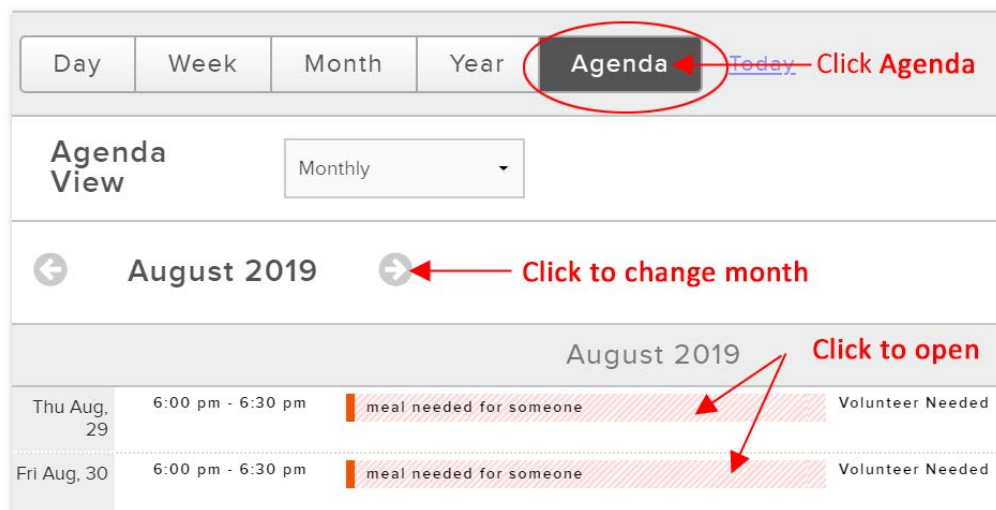 Day Week Month Year Agenda Today Click Agenda
Agenda
View
Monthly
August 2019 Click to change month
August 2019 Click to open
Thu Aug, 6:00 pm - 6:30 pm meal needed for someone Volunteer Needed
29
Fri Aug, 30 6:00 pm - 6:30 pm meal needed for someone Volunteer Needed